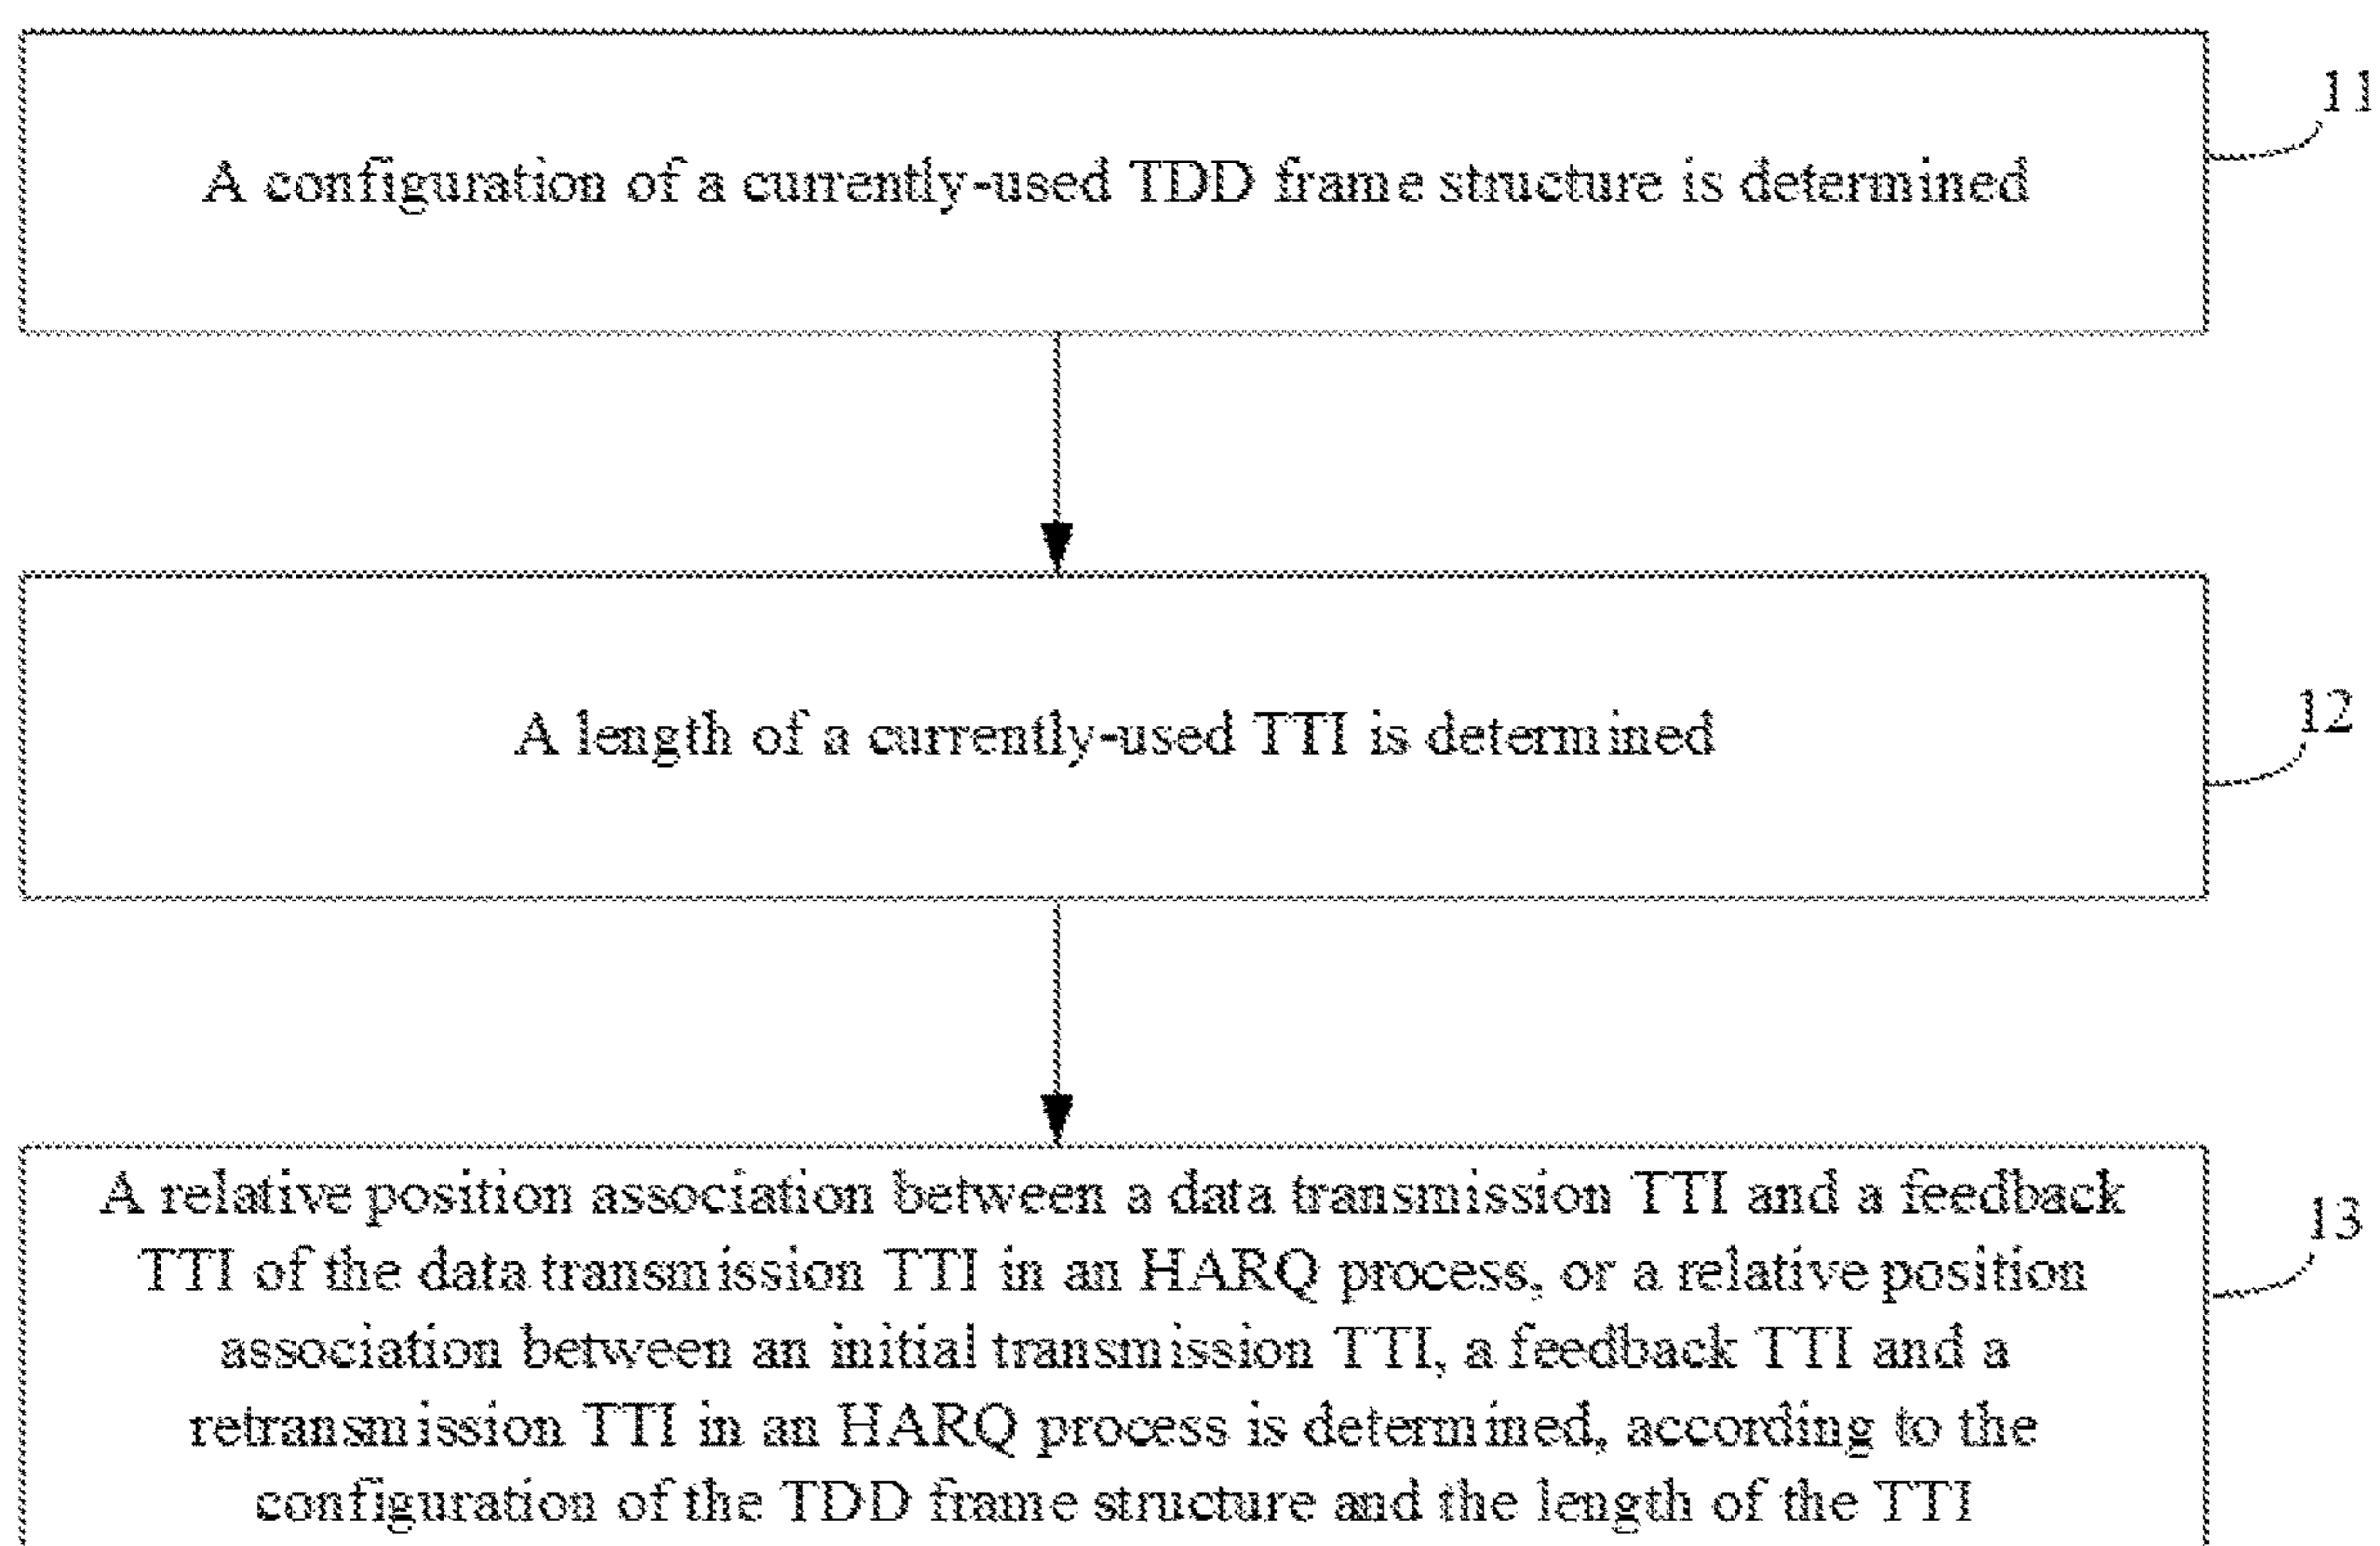 11
A configuration of a currently-used TDD frame structure is determined
12
A length of a currently-used TTI is determined
A relative position association between a data transmission TTI and a feedback
13
TTI of the data transmission TTI in an HARQ process, or a relative position
association between an initial transmission TTI, a feedback TTI and a
retransmission TTI in an HARQ process is determined, according to the
configuration of the TDD frame structure and the length of the TTI